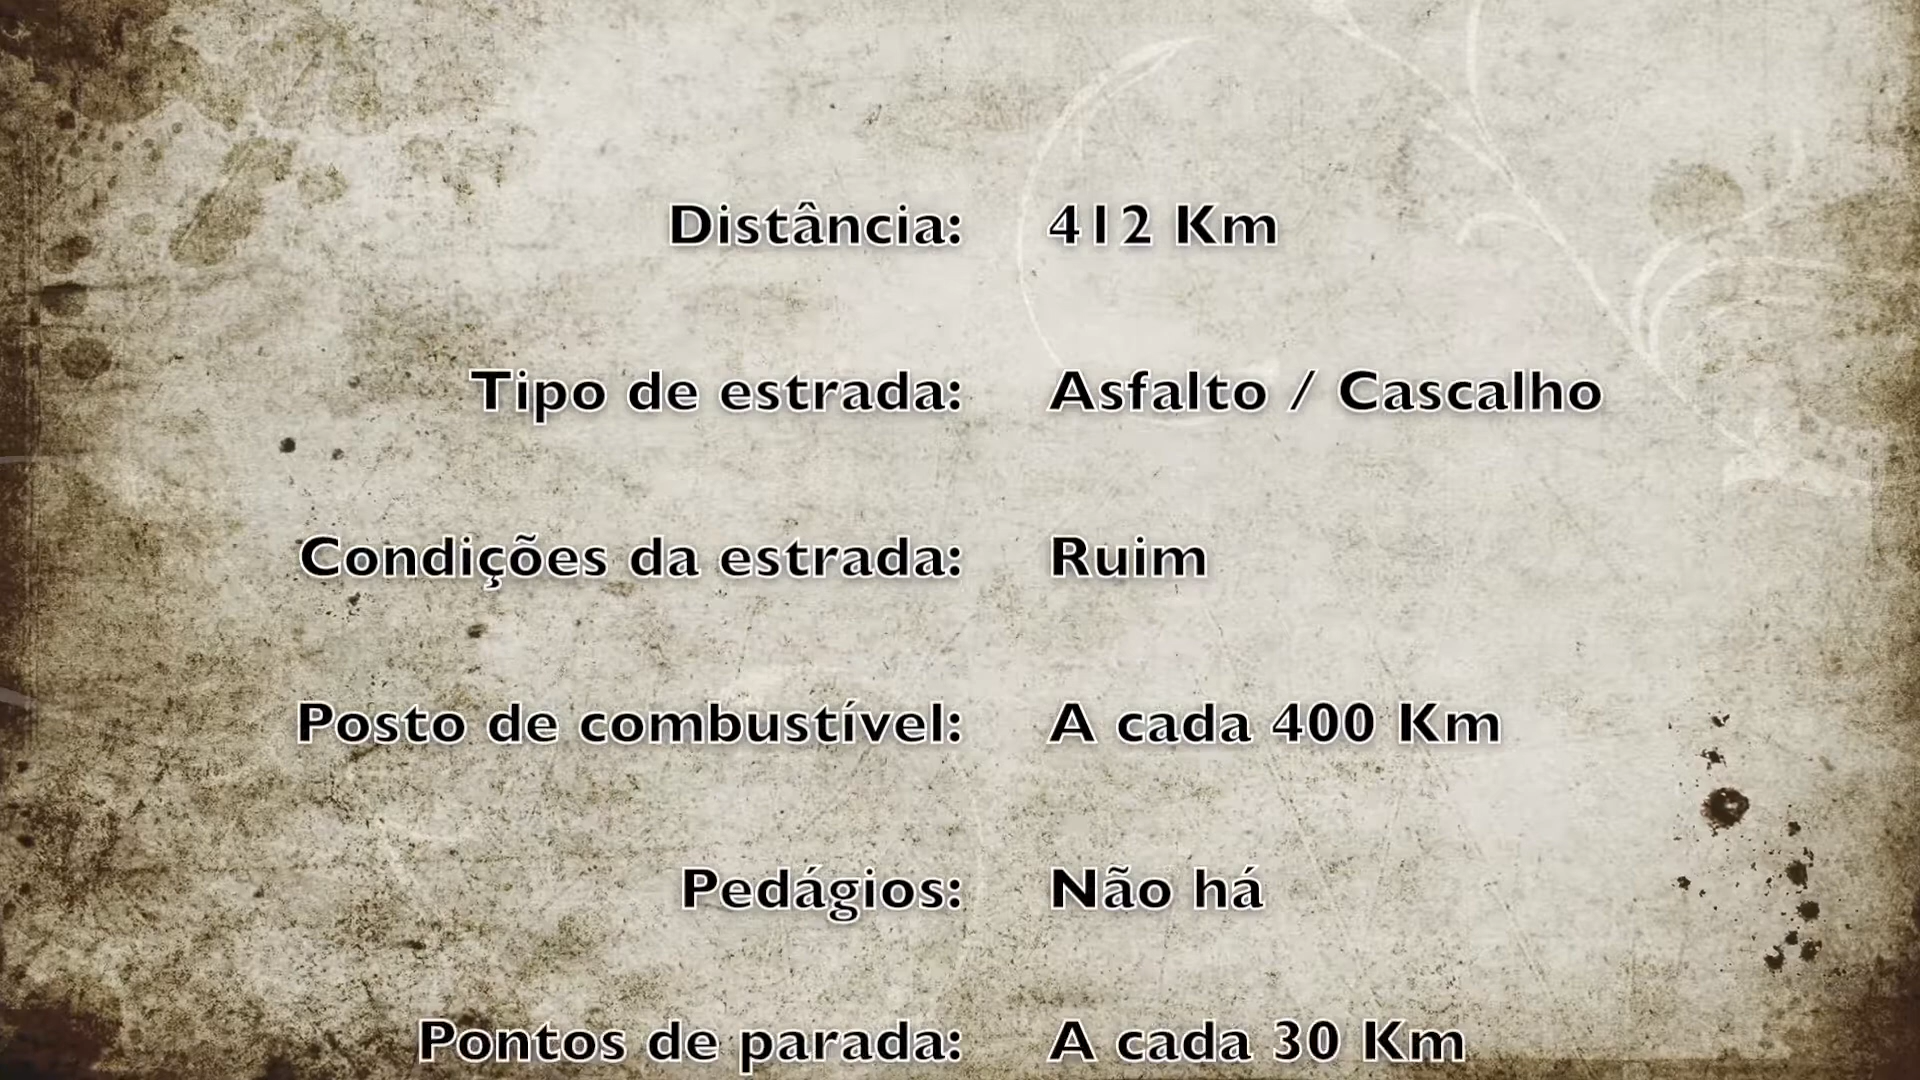 Distância: 412 Km
Tipo de estrada: Asfalto / Cascalho
Condições da estrada: Ruim
Posto de combustível: A cada 400 Km
Pedágios: Não há
Pontos de parada: A cada 30 Km